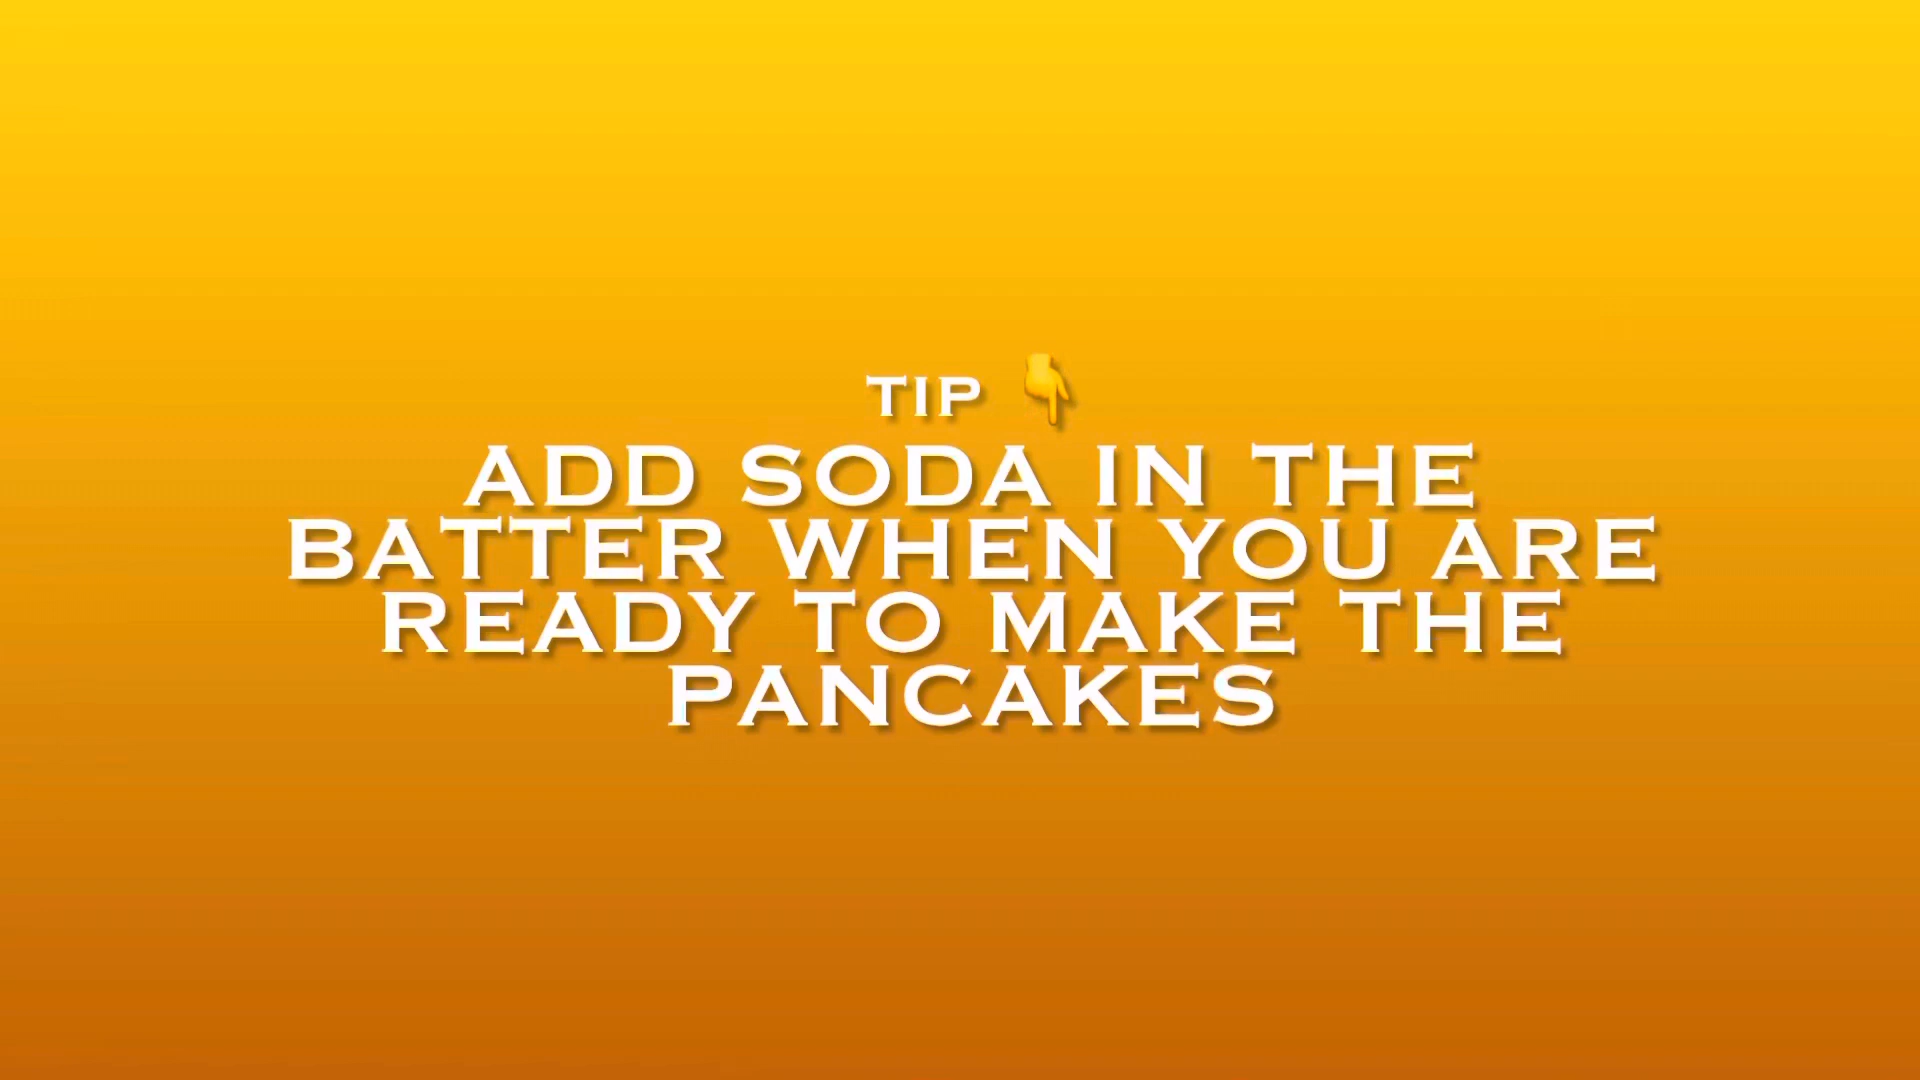 TIP 👇
ADD SODA IN THE
BATTER WHEN YOU ARE
READY TO MAKE THE
PANCAKES